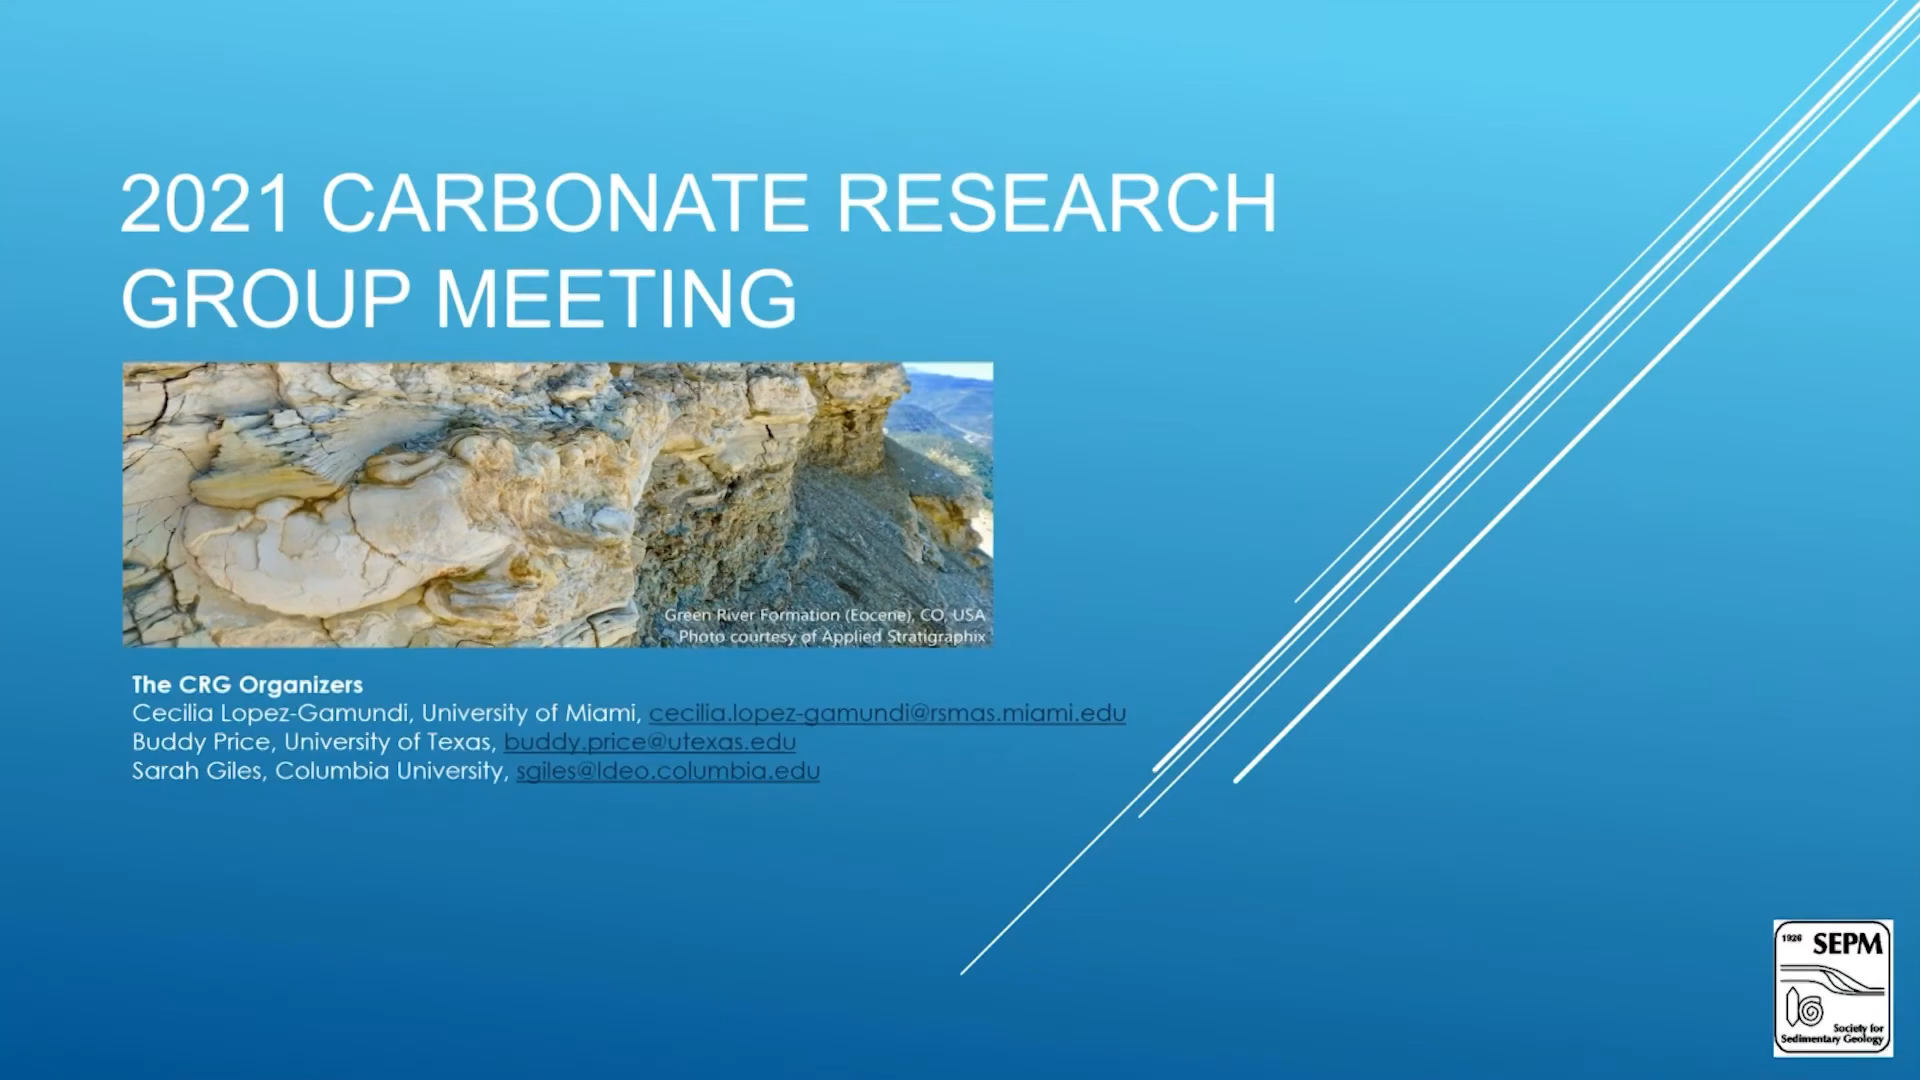 2021 CARBONATE RESEARCH
GROUP MEETING
Green River Formation (Eocene), CO, USA
Photo courtesy of Applied Stratigraphix
The CRG Organizers
Cecilia Lopez-Gamundi, University of Miami, cecilia.lopez-gamundi@rsmas.miami.edu
Buddy Price, University of Texas, buddy.price@utexas.edu
Sarah Giles, Columbia University, sgiles@ldeo.columbia.edu
1926 SEPM
Society for
Sedimentary Geology